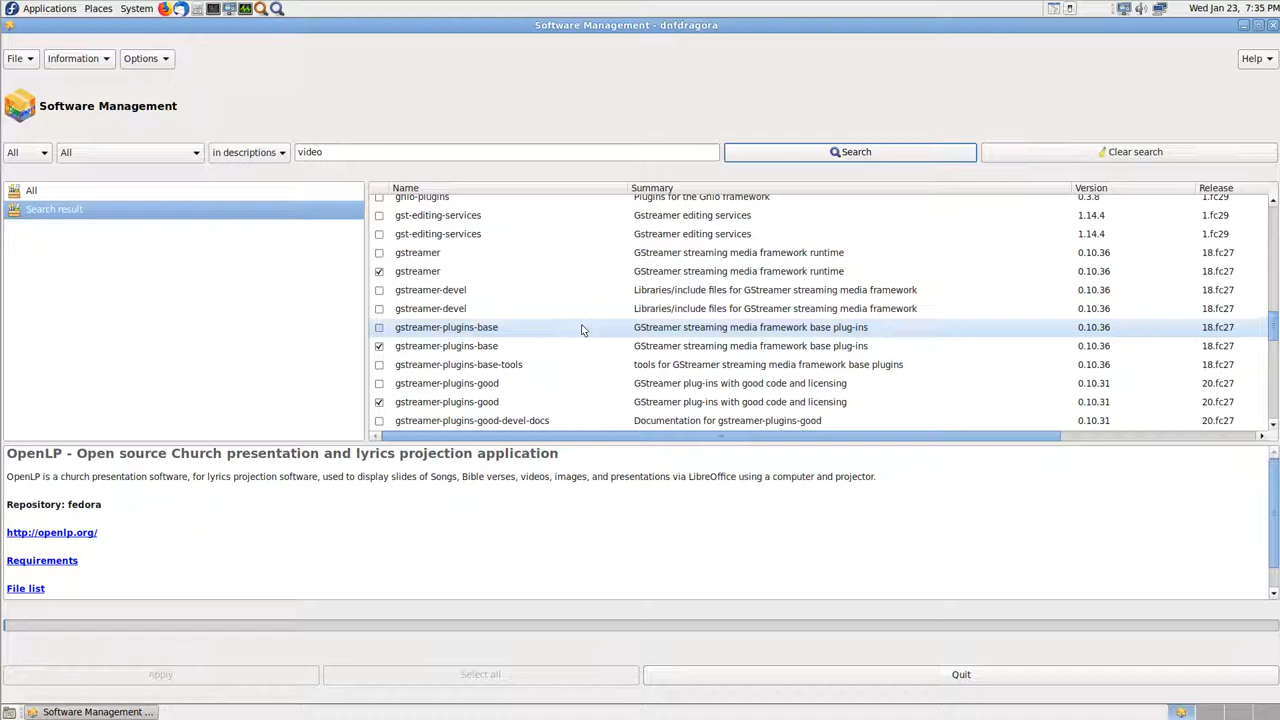 Applications Places System Wed Jan 23, 7:35 PM
Software Management - dnfdragora
File Information Options Help
Software Management
All All in descriptions video Search Clear search
All
Search result
Name Summary Version Release
grilo-plugins Plugins for the Grilo framework 0.3.8 1.fc29
gst-editing-services Gstreamer editing services 1.14.4 1.fc29
gst-editing-services Gstreamer editing services 1.14.4 1.fc29
gstreamer GStreamer streaming media framework runtime 0.10.36 18.fc27
gstreamer GStreamer streaming media framework runtime 0.10.36 18.fc27
gstreamer-devel Libraries/include files for GStreamer streaming media framework 0.10.36 18.fc27
gstreamer-devel Libraries/include files for GStreamer streaming media framework 0.10.36 18.fc27
gstreamer-plugins-base GStreamer streaming media framework base plug-ins 0.10.36 18.fc27
gstreamer-plugins-base GStreamer streaming media framework base plug-ins 0.10.36 18.fc27
gstreamer-plugins-base-tools tools for GStreamer streaming media framework base plugins 0.10.36 18.fc27
gstreamer-plugins-good GStreamer plug-ins with good code and licensing 0.10.31 20.fc27
gstreamer-plugins-good GStreamer plug-ins with good code and licensing 0.10.31 20.fc27
gstreamer-plugins-good-devel-docs Documentation for gstreamer-plugins-good 0.10.31 20.fc27
OpenLP - Open source Church presentation and lyrics projection application
OpenLP is a church presentation software, for lyrics projection software, used to display slides of Songs, Bible verses, videos, images, and presentations via LibreOffice using a computer and projector.
Repository: fedora
http://openlp.org/
Requirements
File list
Apply Select all Quit
Software Management ...